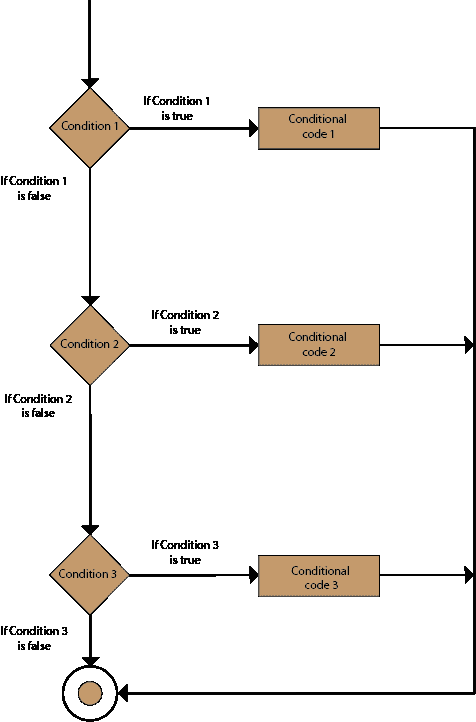 If Condition 1
is true
Condition 1
Conditional
code 1
If Condition 1
is false
If Condition 2
is true
Condition 2
Conditional
code 2
If Condition 2
is false
If Condition 3
is true
Condition 3
Conditional
code 3
If Condition 3
is false